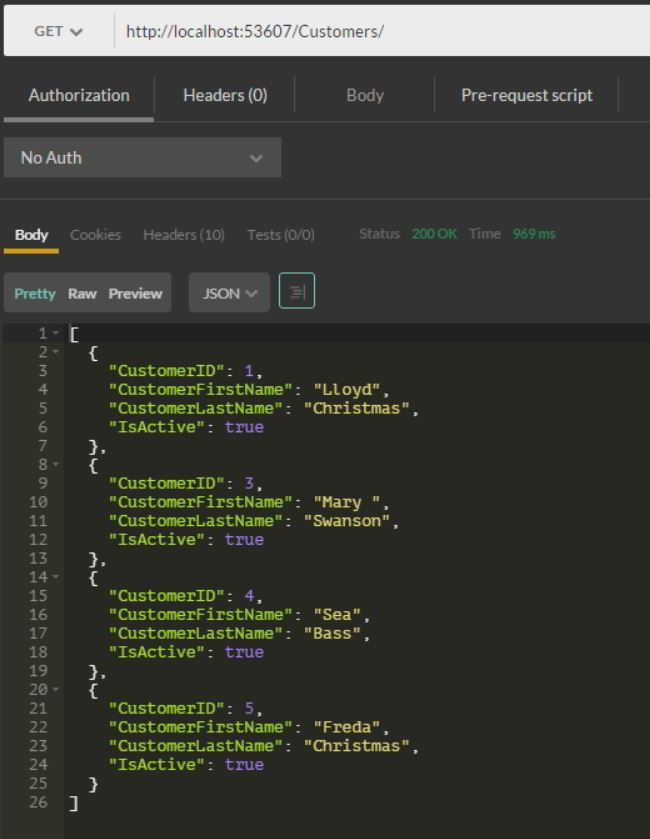 GET http://localhost:53607/Customers/
Authorization Headers (0) Body Pre-request script
No Auth
Body Cookies Headers (10) Tests (0/0) Status 200 OK Time 969 ms
Pretty Raw Preview JSON
1 [
2 {
3 "CustomerID": 1,
4 "CustomerFirstName": "Lloyd",
5 "CustomerLastName": "Christmas",
6 "IsActive": true
7 },
8 {
9 "CustomerID": 3,
10 "CustomerFirstName": "Mary ",
11 "CustomerLastName": "Swanson",
12 "IsActive": true
13 },
14 {
15 "CustomerID": 4,
16 "CustomerFirstName": "Sea",
17 "CustomerLastName": "Bass",
18 "IsActive": true
19 },
20 {
21 "CustomerID": 5,
22 "CustomerFirstName": "Freda",
23 "CustomerLastName": "Christmas",
24 "IsActive": true
25 }
26 ]